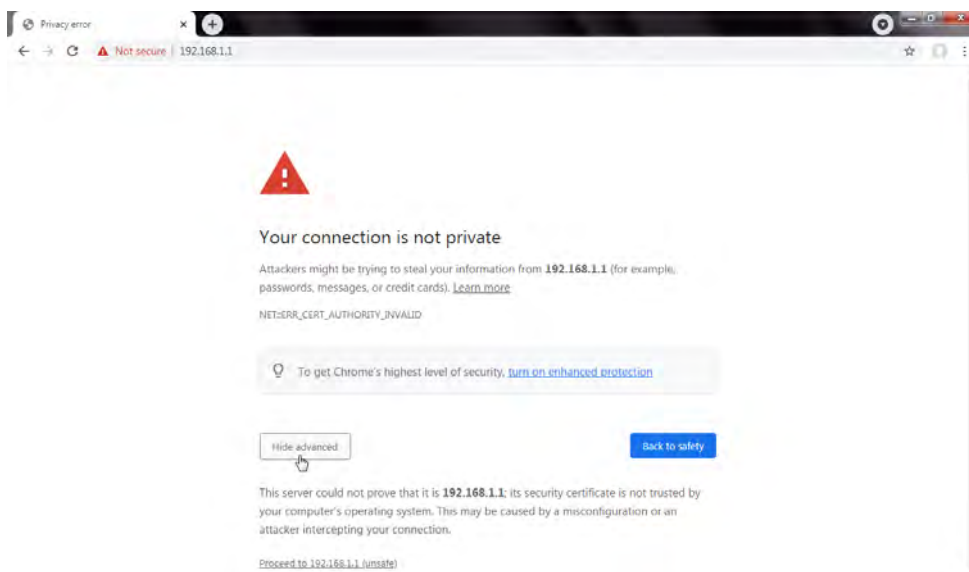 Privacy error
Not secure | 192.168.1.1
Your connection is not private
Attackers might be trying to steal your information from 192.168.1.1 (for example,
passwords, messages, or credit cards). Learn more
NET::ERR_CERT_AUTHORITY_INVALID
To get Chrome's highest level of security, turn on enhanced protection
Hide advanced
Back to safety
This server could not prove that it is 192.168.1.1; its security certificate is not trusted by
your computer's operating system. This may be caused by a misconfiguration or an
attacker intercepting your connection.
Proceed to 192.168.1.1 (unsafe)